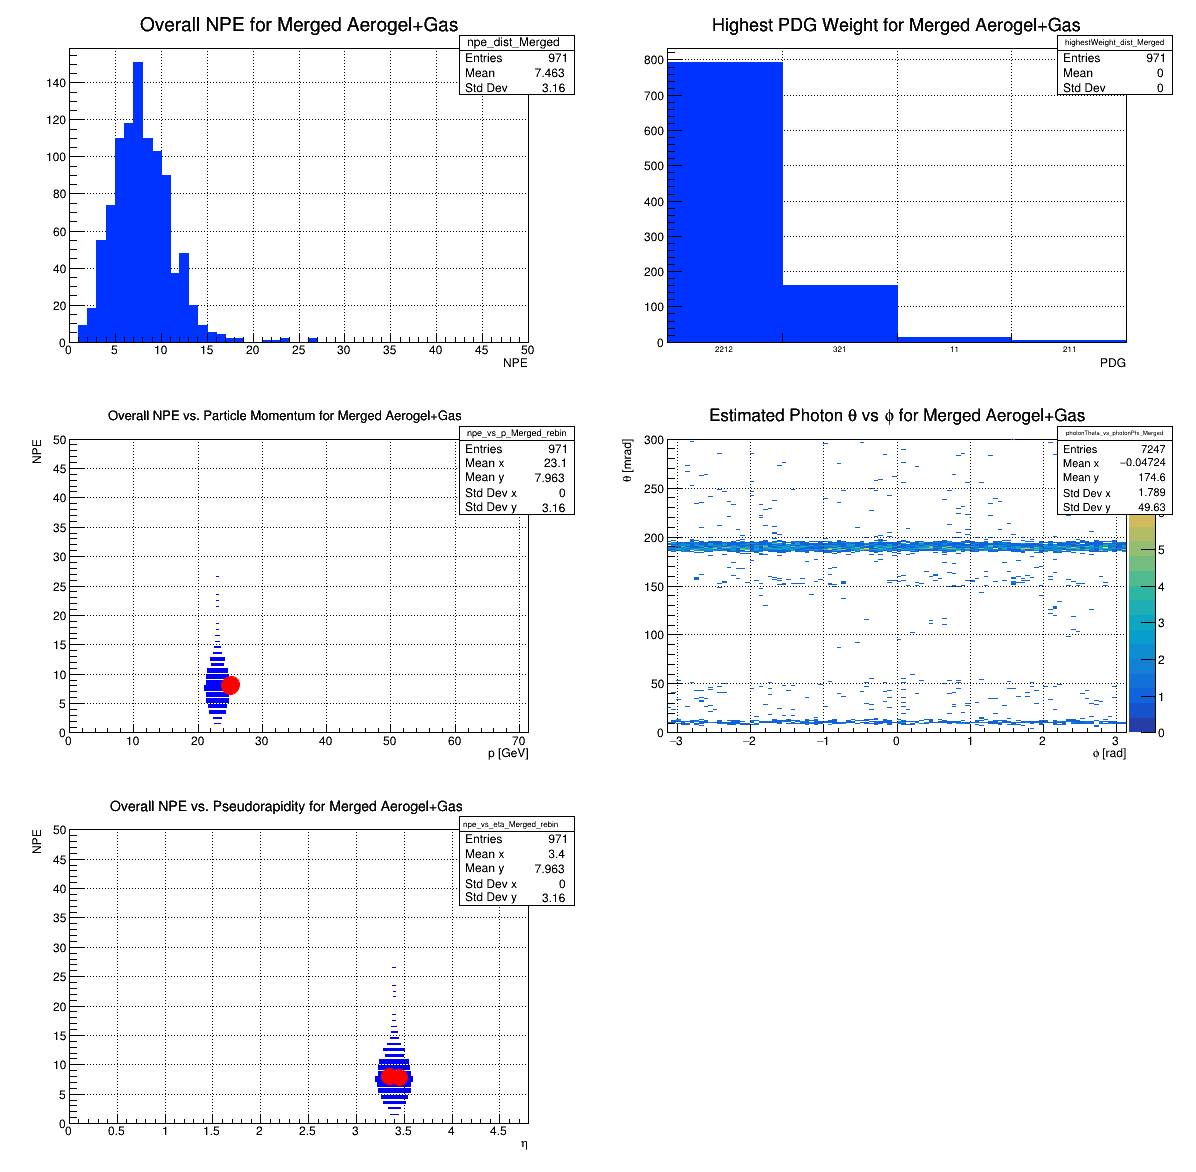 Overall NPE for Merged Aerogel+Gas
npe_dist_Merged
Entries 971
Mean 7.463
Std Dev 3.16
140
120
100
80
60
40
20
0
0 5 10 15 20 25 30 35 40 45 50
NPE
Highest PDG Weight for Merged Aerogel+Gas
highestWeight_dist_Merged
Entries 971
Mean 0
Std Dev 0
800
700
600
500
400
300
200
100
0
2212 321 11 211
PDG
Overall NPE vs. Particle Momentum for Merged Aerogel+Gas
npe_vs_p_Merged_rebin
Entries 971
Mean x 23.1
Mean y 7.963
Std Dev x 0
Std Dev y 3.16
NPE
50
45
40
35
30
25
20
15
10
5
0
0 10 20 30 40 50 60 70
p [GeV]
Estimated Photon θ vs ϕ for Merged Aerogel+Gas
photonTheta_vs_photonPhi_Merged
Entries 7247
Mean x −0.04724
Mean y 174.6
Std Dev x 1.789
Std Dev y 49.63
θ [mrad]
300
250
200
150
100
50
0
−3 −2 −1 0 1 2 3
ϕ [rad]
5
4
3
2
1
0
Overall NPE vs. Pseudorapidity for Merged Aerogel+Gas
npe_vs_eta_Merged_rebin
Entries 971
Mean x 3.4
Mean y 7.963
Std Dev x 0
Std Dev y 3.16
NPE
50
45
40
35
30
25
20
15
10
5
0
0 0.5 1 1.5 2 2.5 3 3.5 4 4.5
η